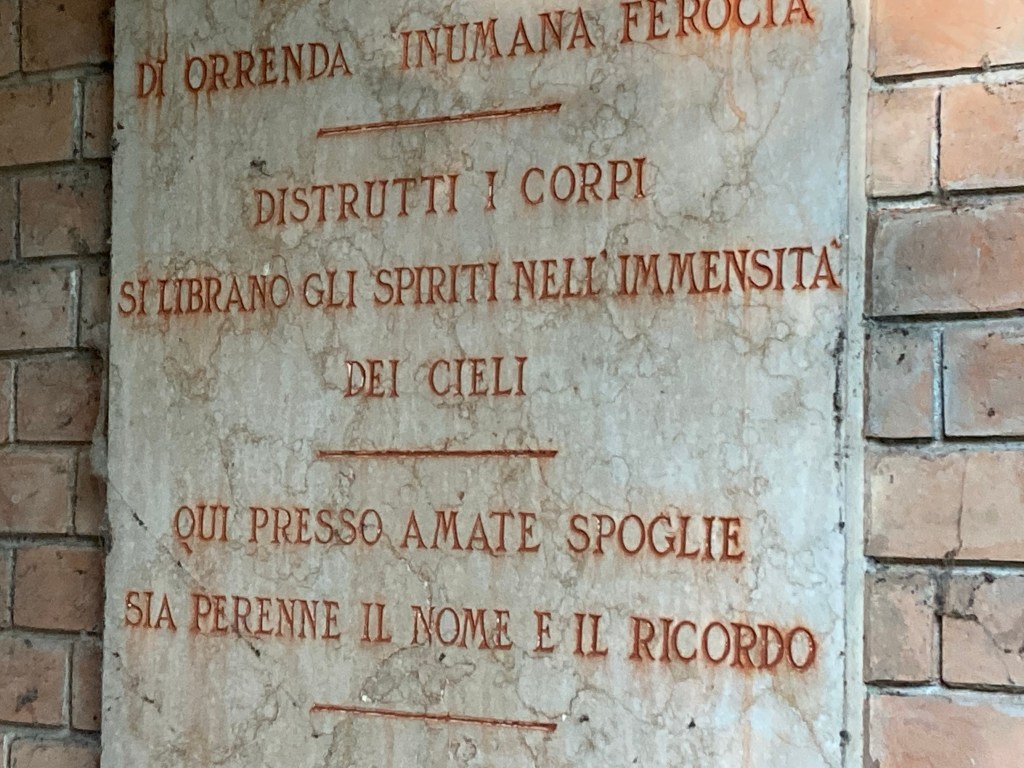 DI ORRENDA INUMANA FEROCIA
DISTRUTTI I CORPI
SI LIBRANO GLI SPIRITI NELL'IMMENSITA'
DEI CIELI
QUI PRESSO AMATE SPOGLIE
SIA PERENNE IL NOME E IL RICORDO